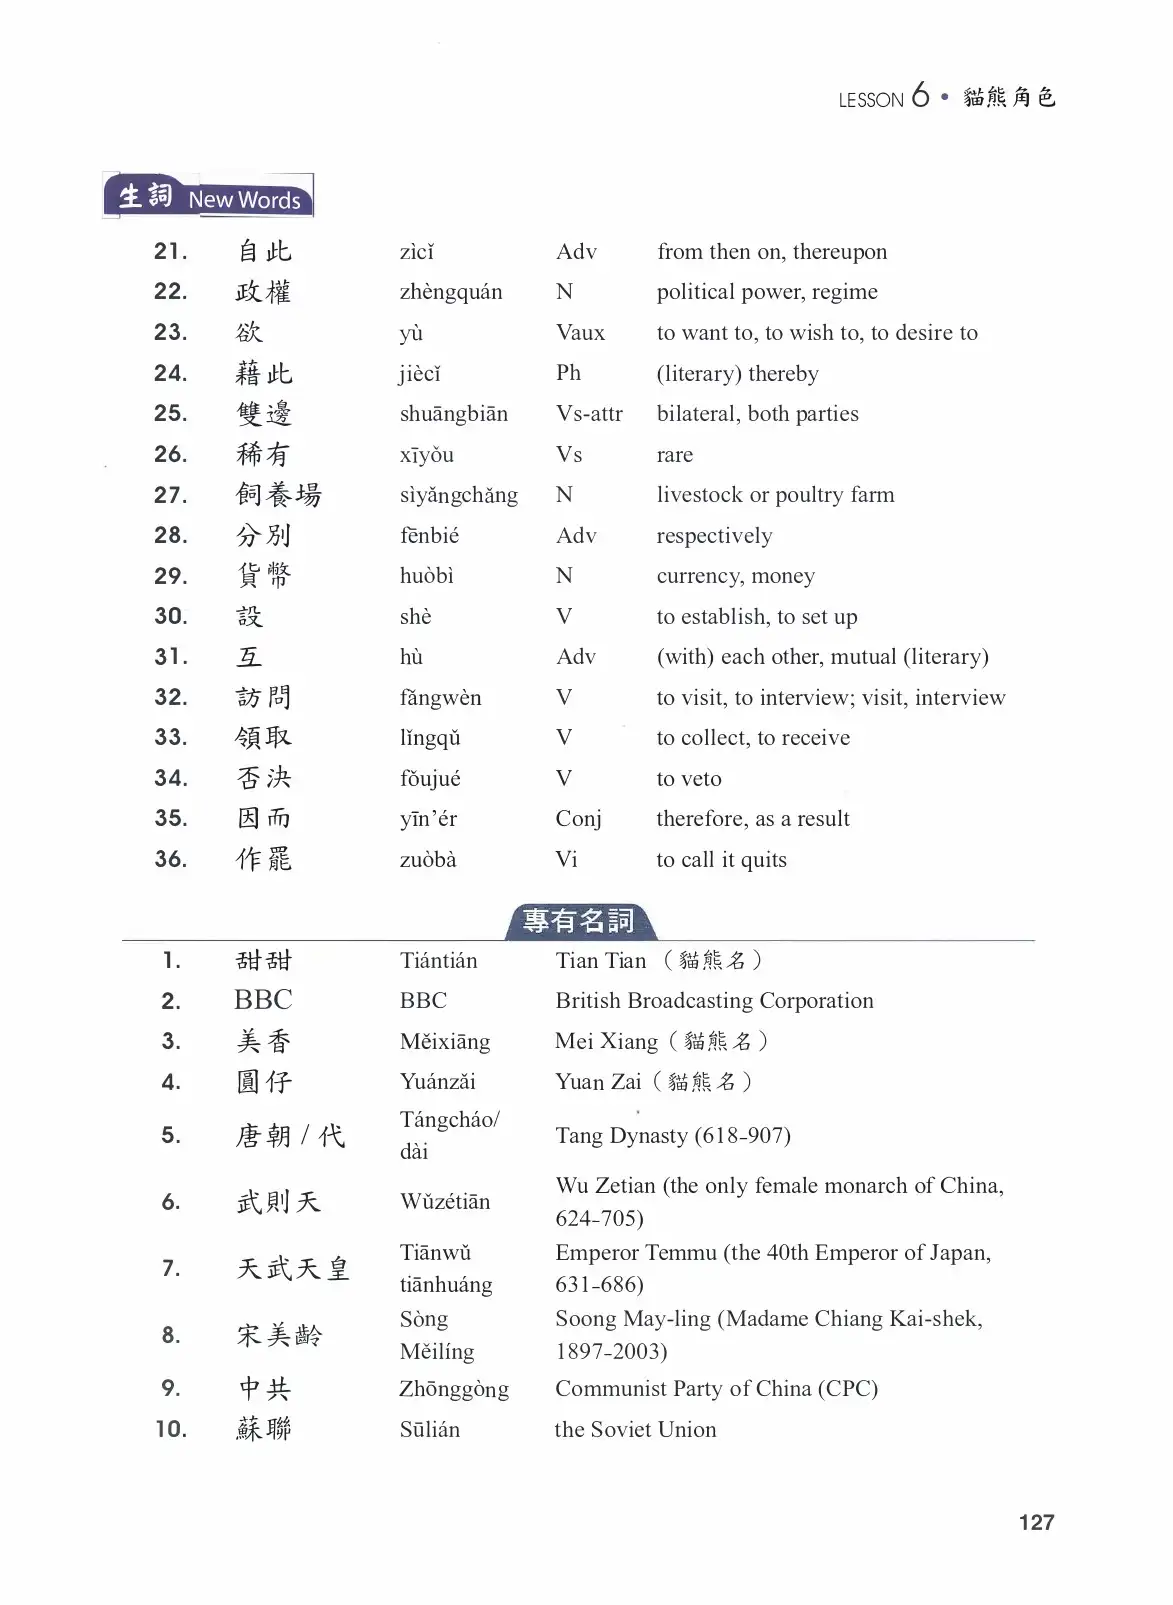 LESSON 6 • 貓熊角色
生詞 New Words
21. 自此 zìcǐ Adv from then on, thereupon
22. 政權 zhèngquán N political power, regime
23. 欲 yù Vaux to want to, to wish to, to desire to
24. 藉此 jiècǐ Ph (literary) thereby
25. 雙邊 shuāngbiān Vs-attr bilateral, both parties
26. 稀有 xīyǒu Vs rare
27. 飼養場 sìyǎngchǎng N livestock or poultry farm
28. 分別 fēnbié Adv respectively
29. 貨幣 huòbì N currency, money
30. 設 shè V to establish, to set up
31. 互 hù Adv (with) each other, mutual (literary)
32. 訪問 fǎngwèn V to visit, to interview; visit, interview
33. 領取 lǐngqǔ V to collect, to receive
34. 否決 fǒujué V to veto
35. 因而 yīn’ér Conj therefore, as a result
36. 作罷 zuòbà Vi to call it quits
專有名詞
1. 甜甜 Tiántián Tian Tian（貓熊名）
2. BBC BBC British Broadcasting Corporation
3. 美香 Měixiāng Mei Xiang（貓熊名）
4. 圓仔 Yuánzǎi Yuan Zai（貓熊名）
5. 唐朝 / 代 Tángcháo/
dài Tang Dynasty (618-907)
6. 武則天 Wǔzétiān Wu Zetian (the only female monarch of China,
624-705)
7. 天武天皇 Tiānwǔ
tiānhuáng Emperor Temmu (the 40th Emperor of Japan,
631-686)
8. 宋美齡 Sòng
Měilíng Soong May-ling (Madame Chiang Kai-shek,
1897-2003)
9. 中共 Zhōnggòng Communist Party of China (CPC)
10. 蘇聯 Sūlián the Soviet Union
127